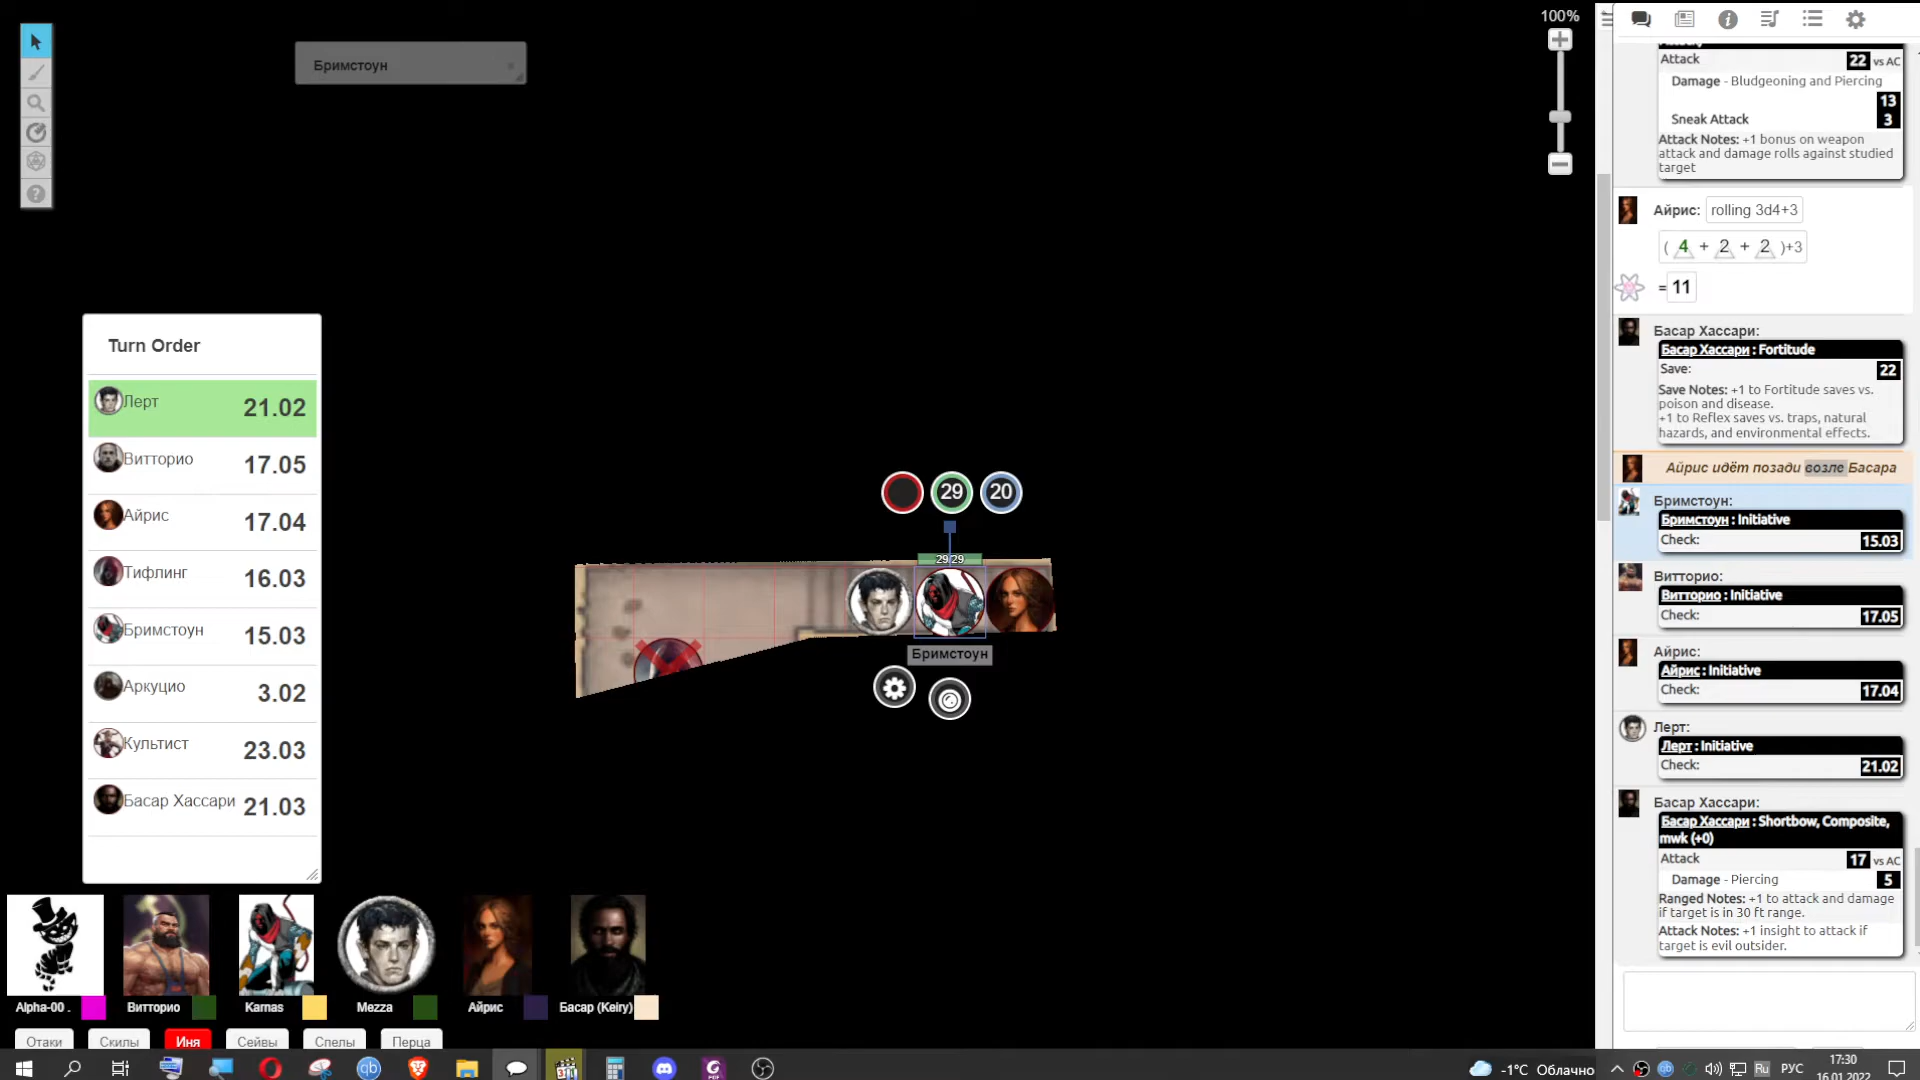 100%
Бримстоун
Turn Order
Лерт 21.02
Витторио 17.05
Айрис 17.04
Тифлинг 16.03
Бримстоун 15.03
Аркуцио 3.02
Культист 23.03
Басар Хассари 21.03
29 20
29/29
Бримстоун
Alpha-00 .
Витторио
Kamas
Mezza
Айрис
Басар (Keiry)
Отаки
Скилы
Иня
Сейвы
Спелы
Перца
Attack 22 vs AC
Damage - Bludgeoning and Piercing
13
Sneak Attack 3
Attack Notes: +1 bonus on weapon
attack and damage rolls against studied
target
Айрис: rolling 3d4+3
( 4 + 2 + 2 )+3
= 11
Басар Хассари:
Басар Хассари : Fortitude
Save: 22
Save Notes: +1 to Fortitude saves vs.
poison and disease.
+1 to Reflex saves vs. traps, natural
hazards, and environmental effects.
Айрис идёт позади возле Басара
Бримстоун:
Бримстоун : Initiative
Check: 15.03
Витторио:
Витторио : Initiative
Check: 17.05
Айрис:
Айрис : Initiative
Check: 17.04
Лерт:
Лерт : Initiative
Check: 21.02
Басар Хассари:
Басар Хассари : Shortbow, Composite,
mwk (+0)
Attack 17 vs AC
Damage - Piercing 5
Ranged Notes: +1 to attack and damage
if target is in 30 ft range.
Attack Notes: +1 insight to attack if
target is evil outsider.
-1°C Облачно
Ru
РУС
17:30
16.01.2022